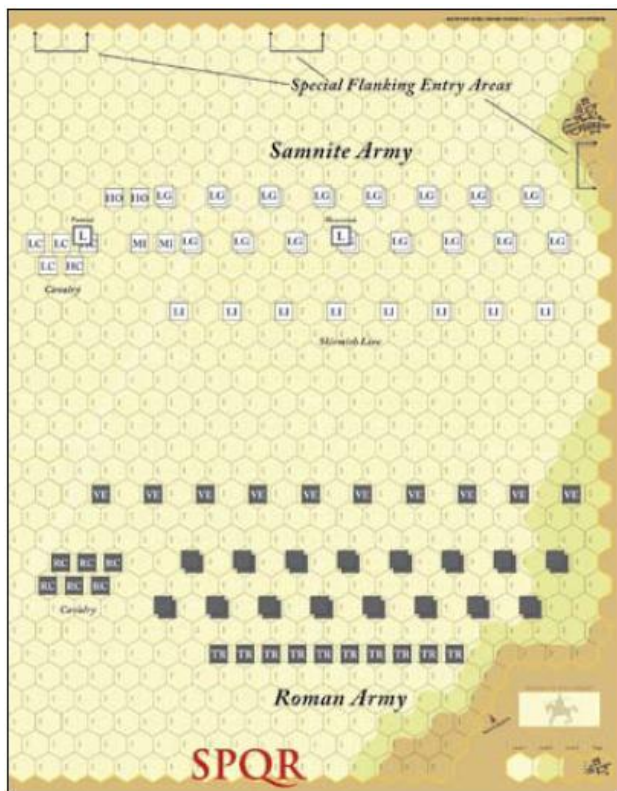 Special Flanking Entry Areas
Samnite Army
HO HO LG LG LG LG LG LG LG LG
LC LC L MI MI LG LG LG L LG LG LG LG
LC HC
Cavalry
LI LI LI LI LI LI LI LI
Skirmish Line
VE VE VE VE VE VE VE VE VE VE
RC RC RC
RC RC RC
Cavalry
TR TR TR TR TR TR TR TR TR TR
Roman Army
SPQR